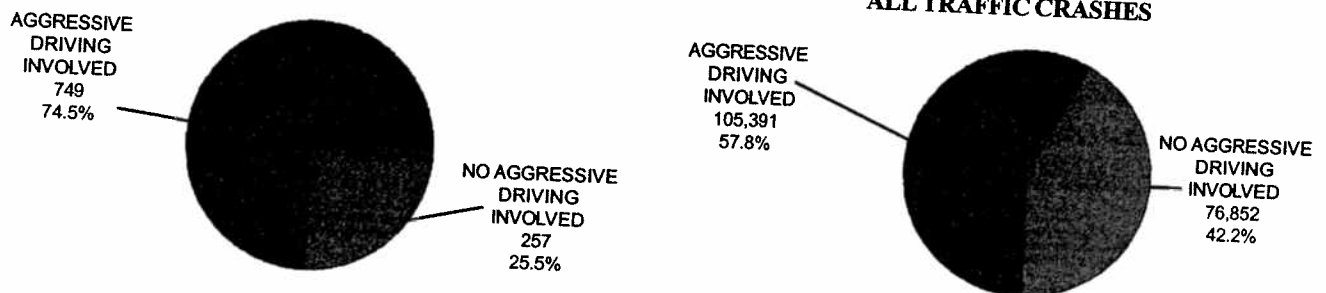 AGGRESSIVE
DRIVING
INVOLVED
749
74.5%
NO AGGRESSIVE
DRIVING
INVOLVED
257
25.5%
ALL TRAFFIC CRASHES
AGGRESSIVE
DRIVING
INVOLVED
105,391
57.8%
NO AGGRESSIVE
DRIVING
INVOLVED
76,852
42.2%